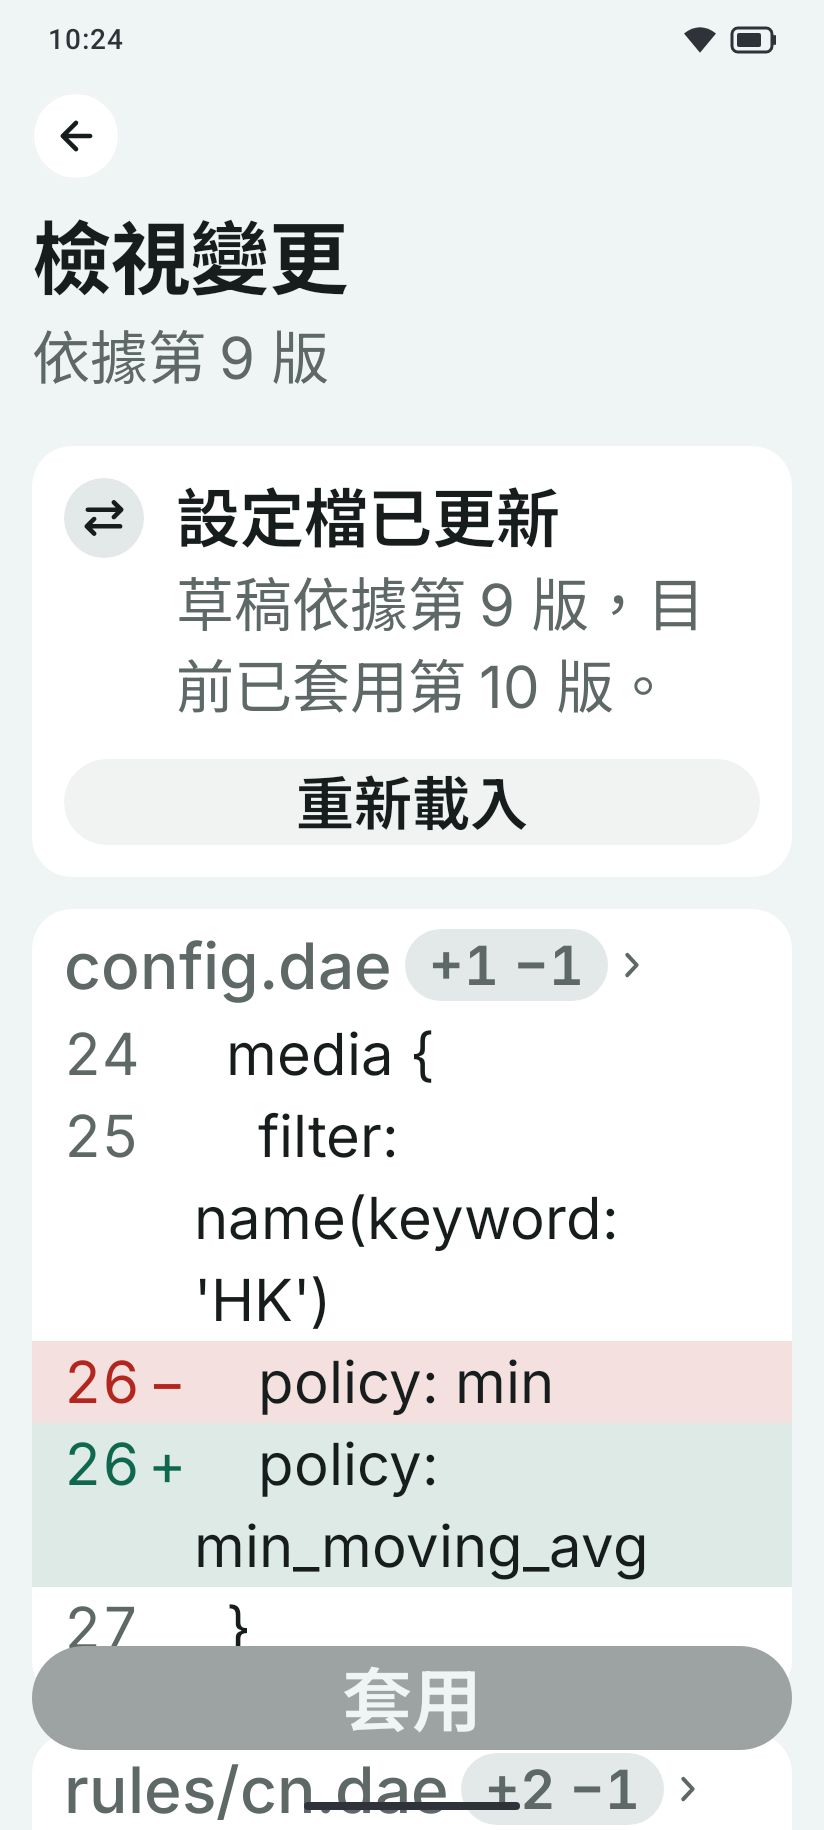 10:24
檢視變更
依據第 9 版
設定檔已更新
草稿依據第 9 版，目
前已套用第 10 版。
重新載入
config.dae +1 −1
24 media {
25 filter:
name(keyword:
'HK')
26 − policy: min
26 + policy:
min_moving_avg
27 }
套用
rules/cn.dae +2 −1